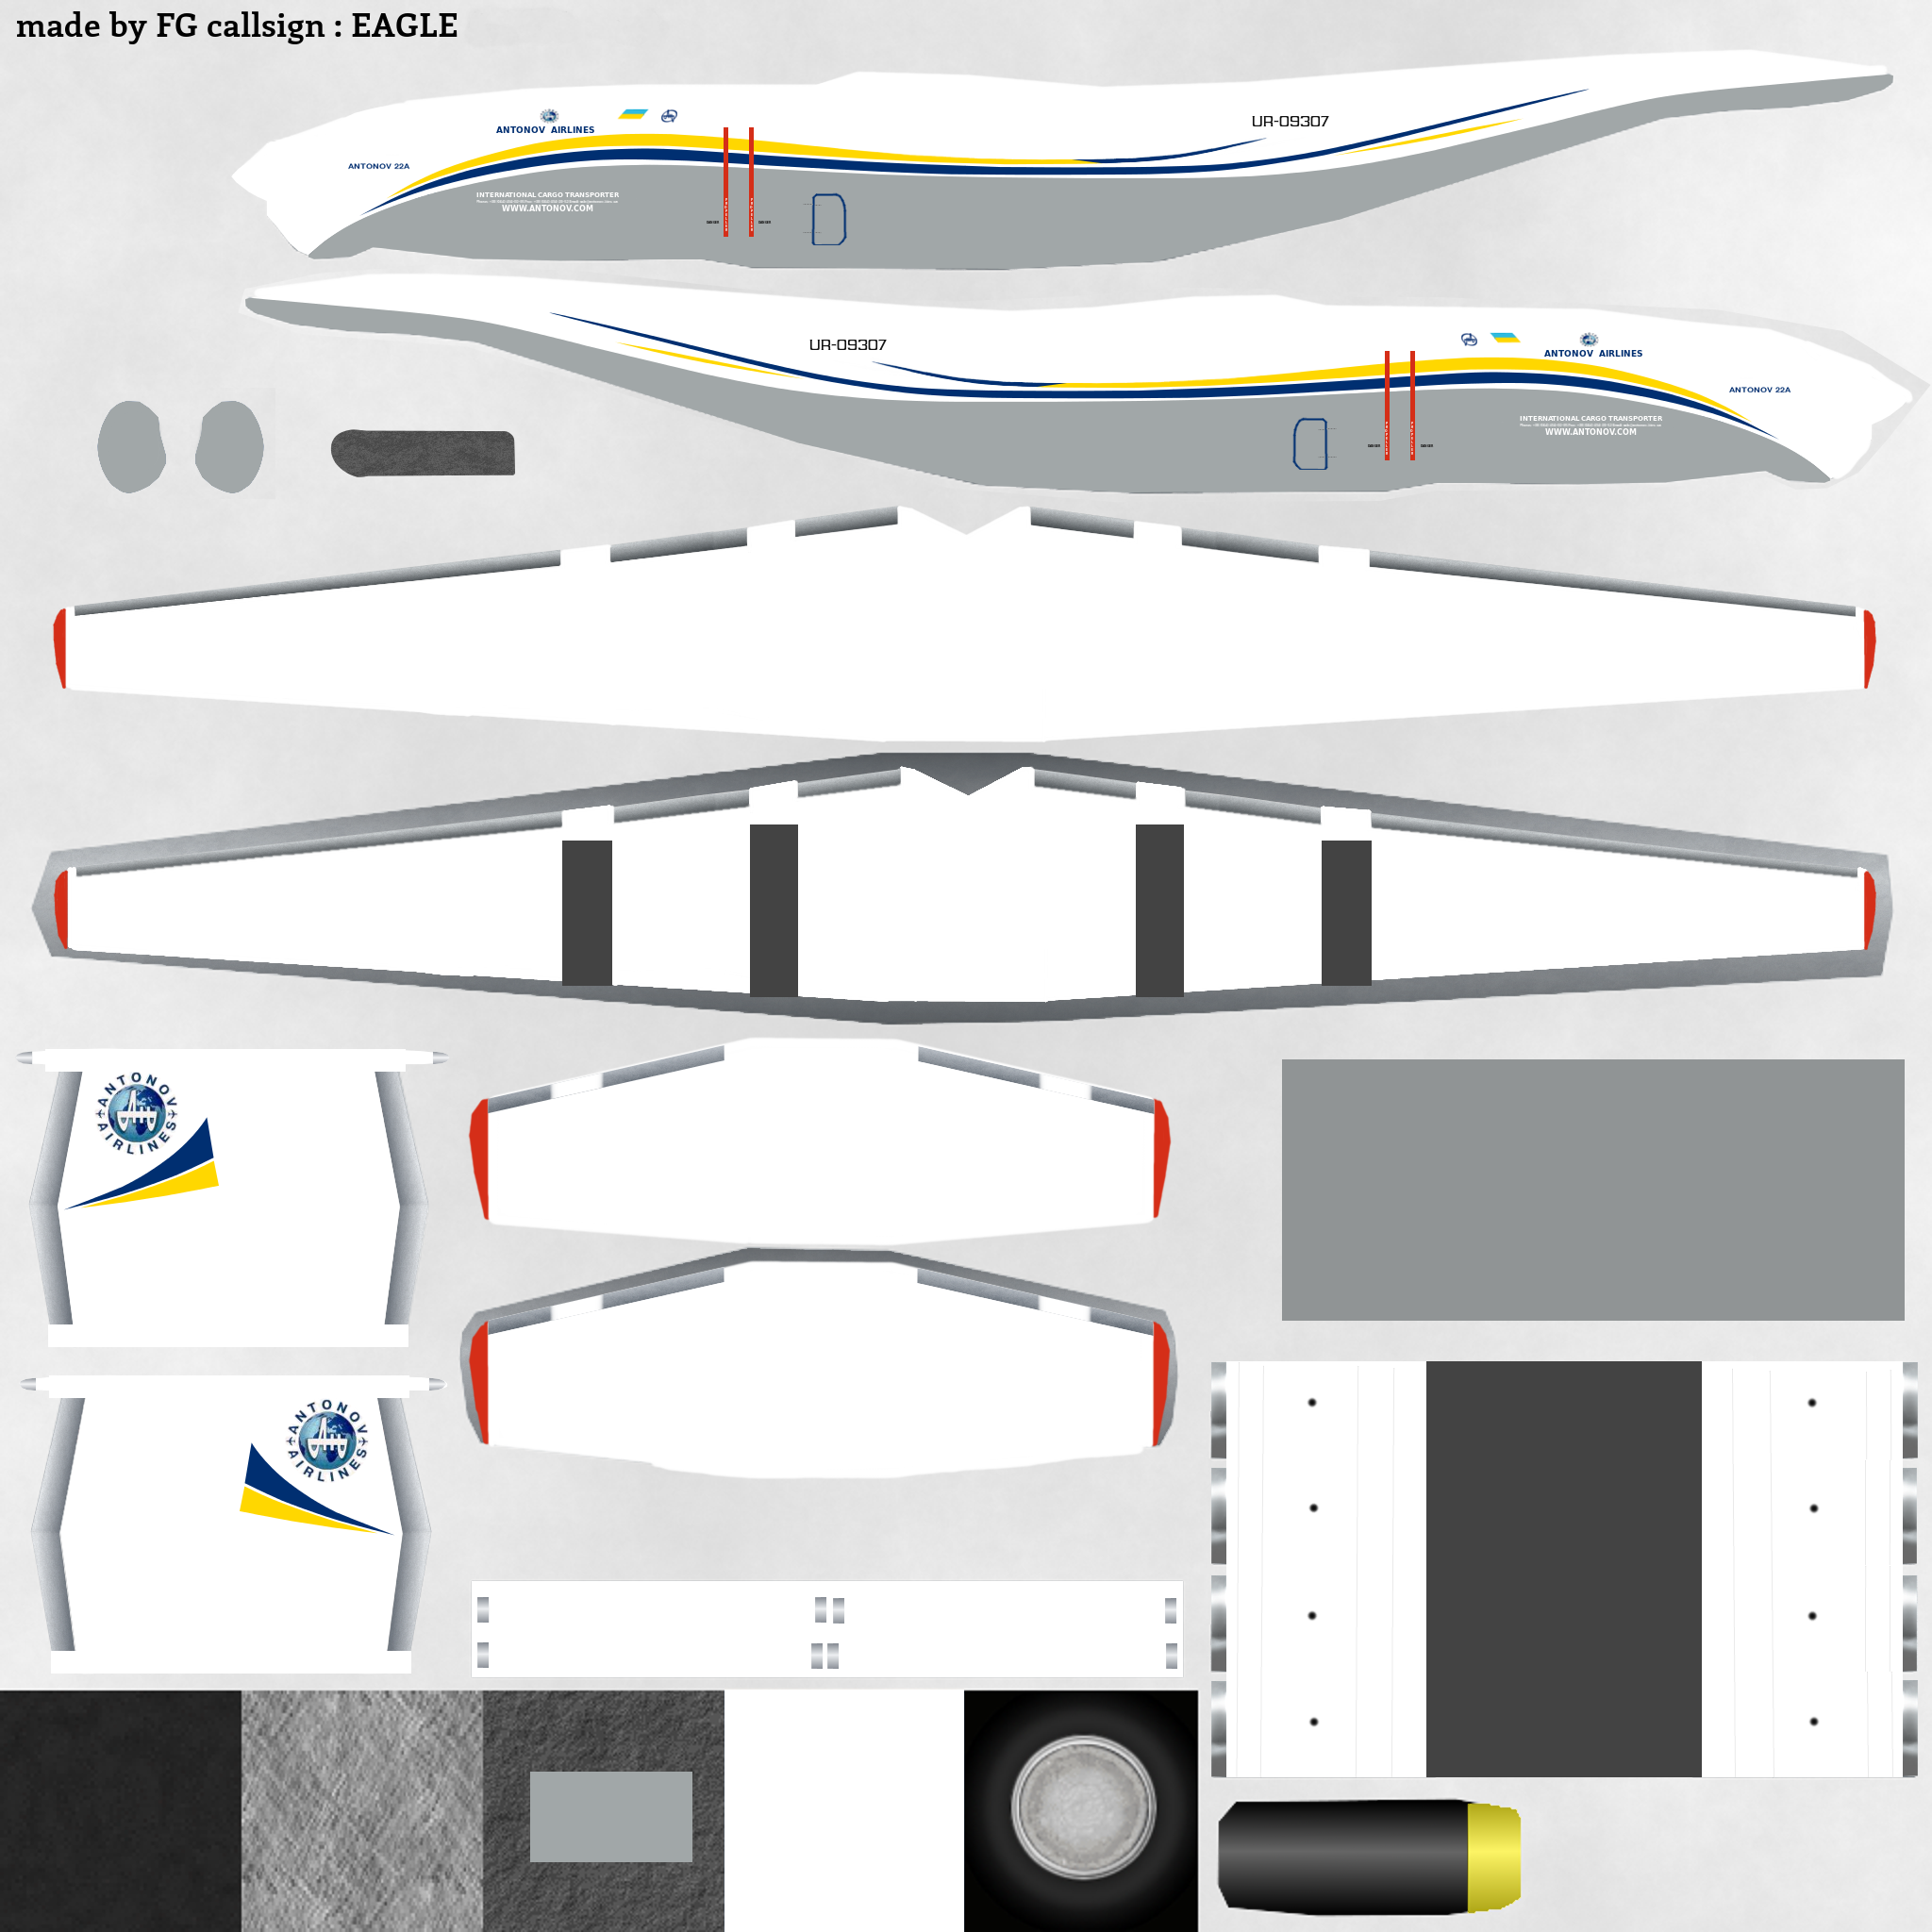 made by FG callsign : EAGLE
ANTONOV AIRLINES
UR-09307
ANTONOV 22A
INTERNATIONAL CARGO TRANSPORTER
WWW.ANTONOV.COM
UR-09307
ANTONOV AIRLINES
ANTONOV 22A
INTERNATIONAL CARGO TRANSPORTER
WWW.ANTONOV.COM
ANTONOV
AIRLINES
ANTONOV
AIRLINES